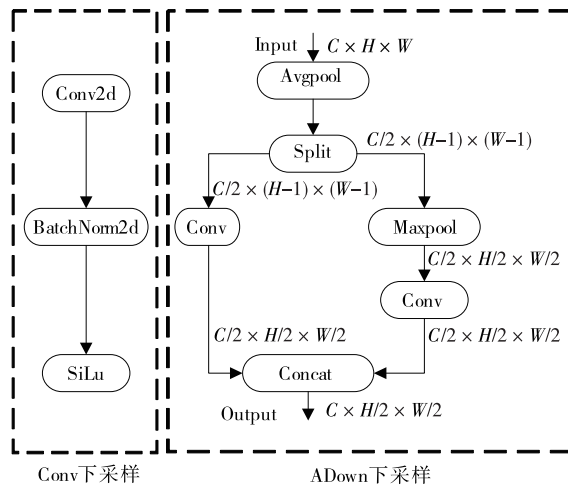 Conv2d
BatchNorm2d
SiLu
Conv下采样
Input C×H×W
Avgpool
Split
C/2×(H−1)×(W−1)
C/2×(H−1)×(W−1)
Conv
Maxpool
C/2×H/2×W/2
Conv
C/2×H/2×W/2
C/2×H/2×W/2
Concat
Output C×H/2×W/2
ADown下采样